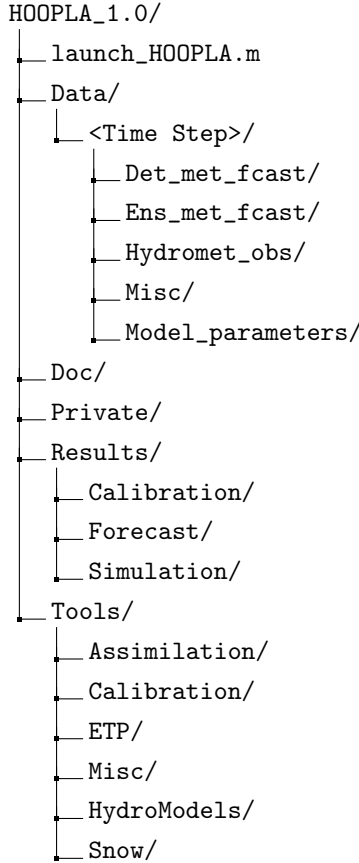 HOOPLA_1.0/
launch_HOOPLA.m
Data/
<Time Step>/
Det_met_fcast/
Ens_met_fcast/
Hydromet_obs/
Misc/
Model_parameters/
Doc/
Private/
Results/
Calibration/
Forecast/
Simulation/
Tools/
Assimilation/
Calibration/
ETP/
Misc/
HydroModels/
Snow/